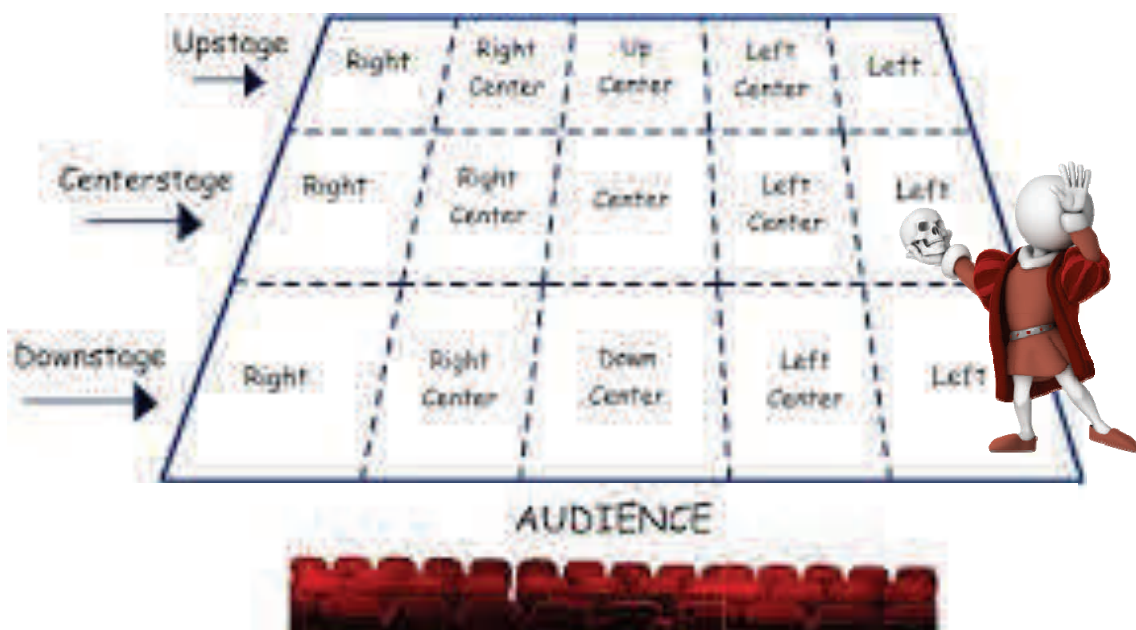 Upstage
Right
Right
Center
Up
Center
Left
Center
Left
Centerstage
Right
Right
Center
Center
Left
Center
Left
Downstage
Right
Right
Center
Down
Center
Left
Center
Left
AUDIENCE